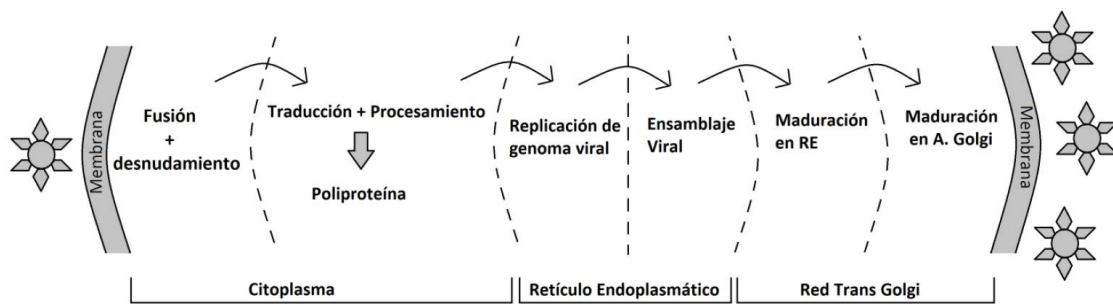 Membrana
Fusión
+
desnudamiento
Traducción + Procesamiento
Poliproteína
Replicación de
genoma viral
Ensamblaje
Viral
Maduración
en RE
Maduración
en A. Golgi
Membrana
Citoplasma
Retículo Endoplasmático
Red Trans Golgi